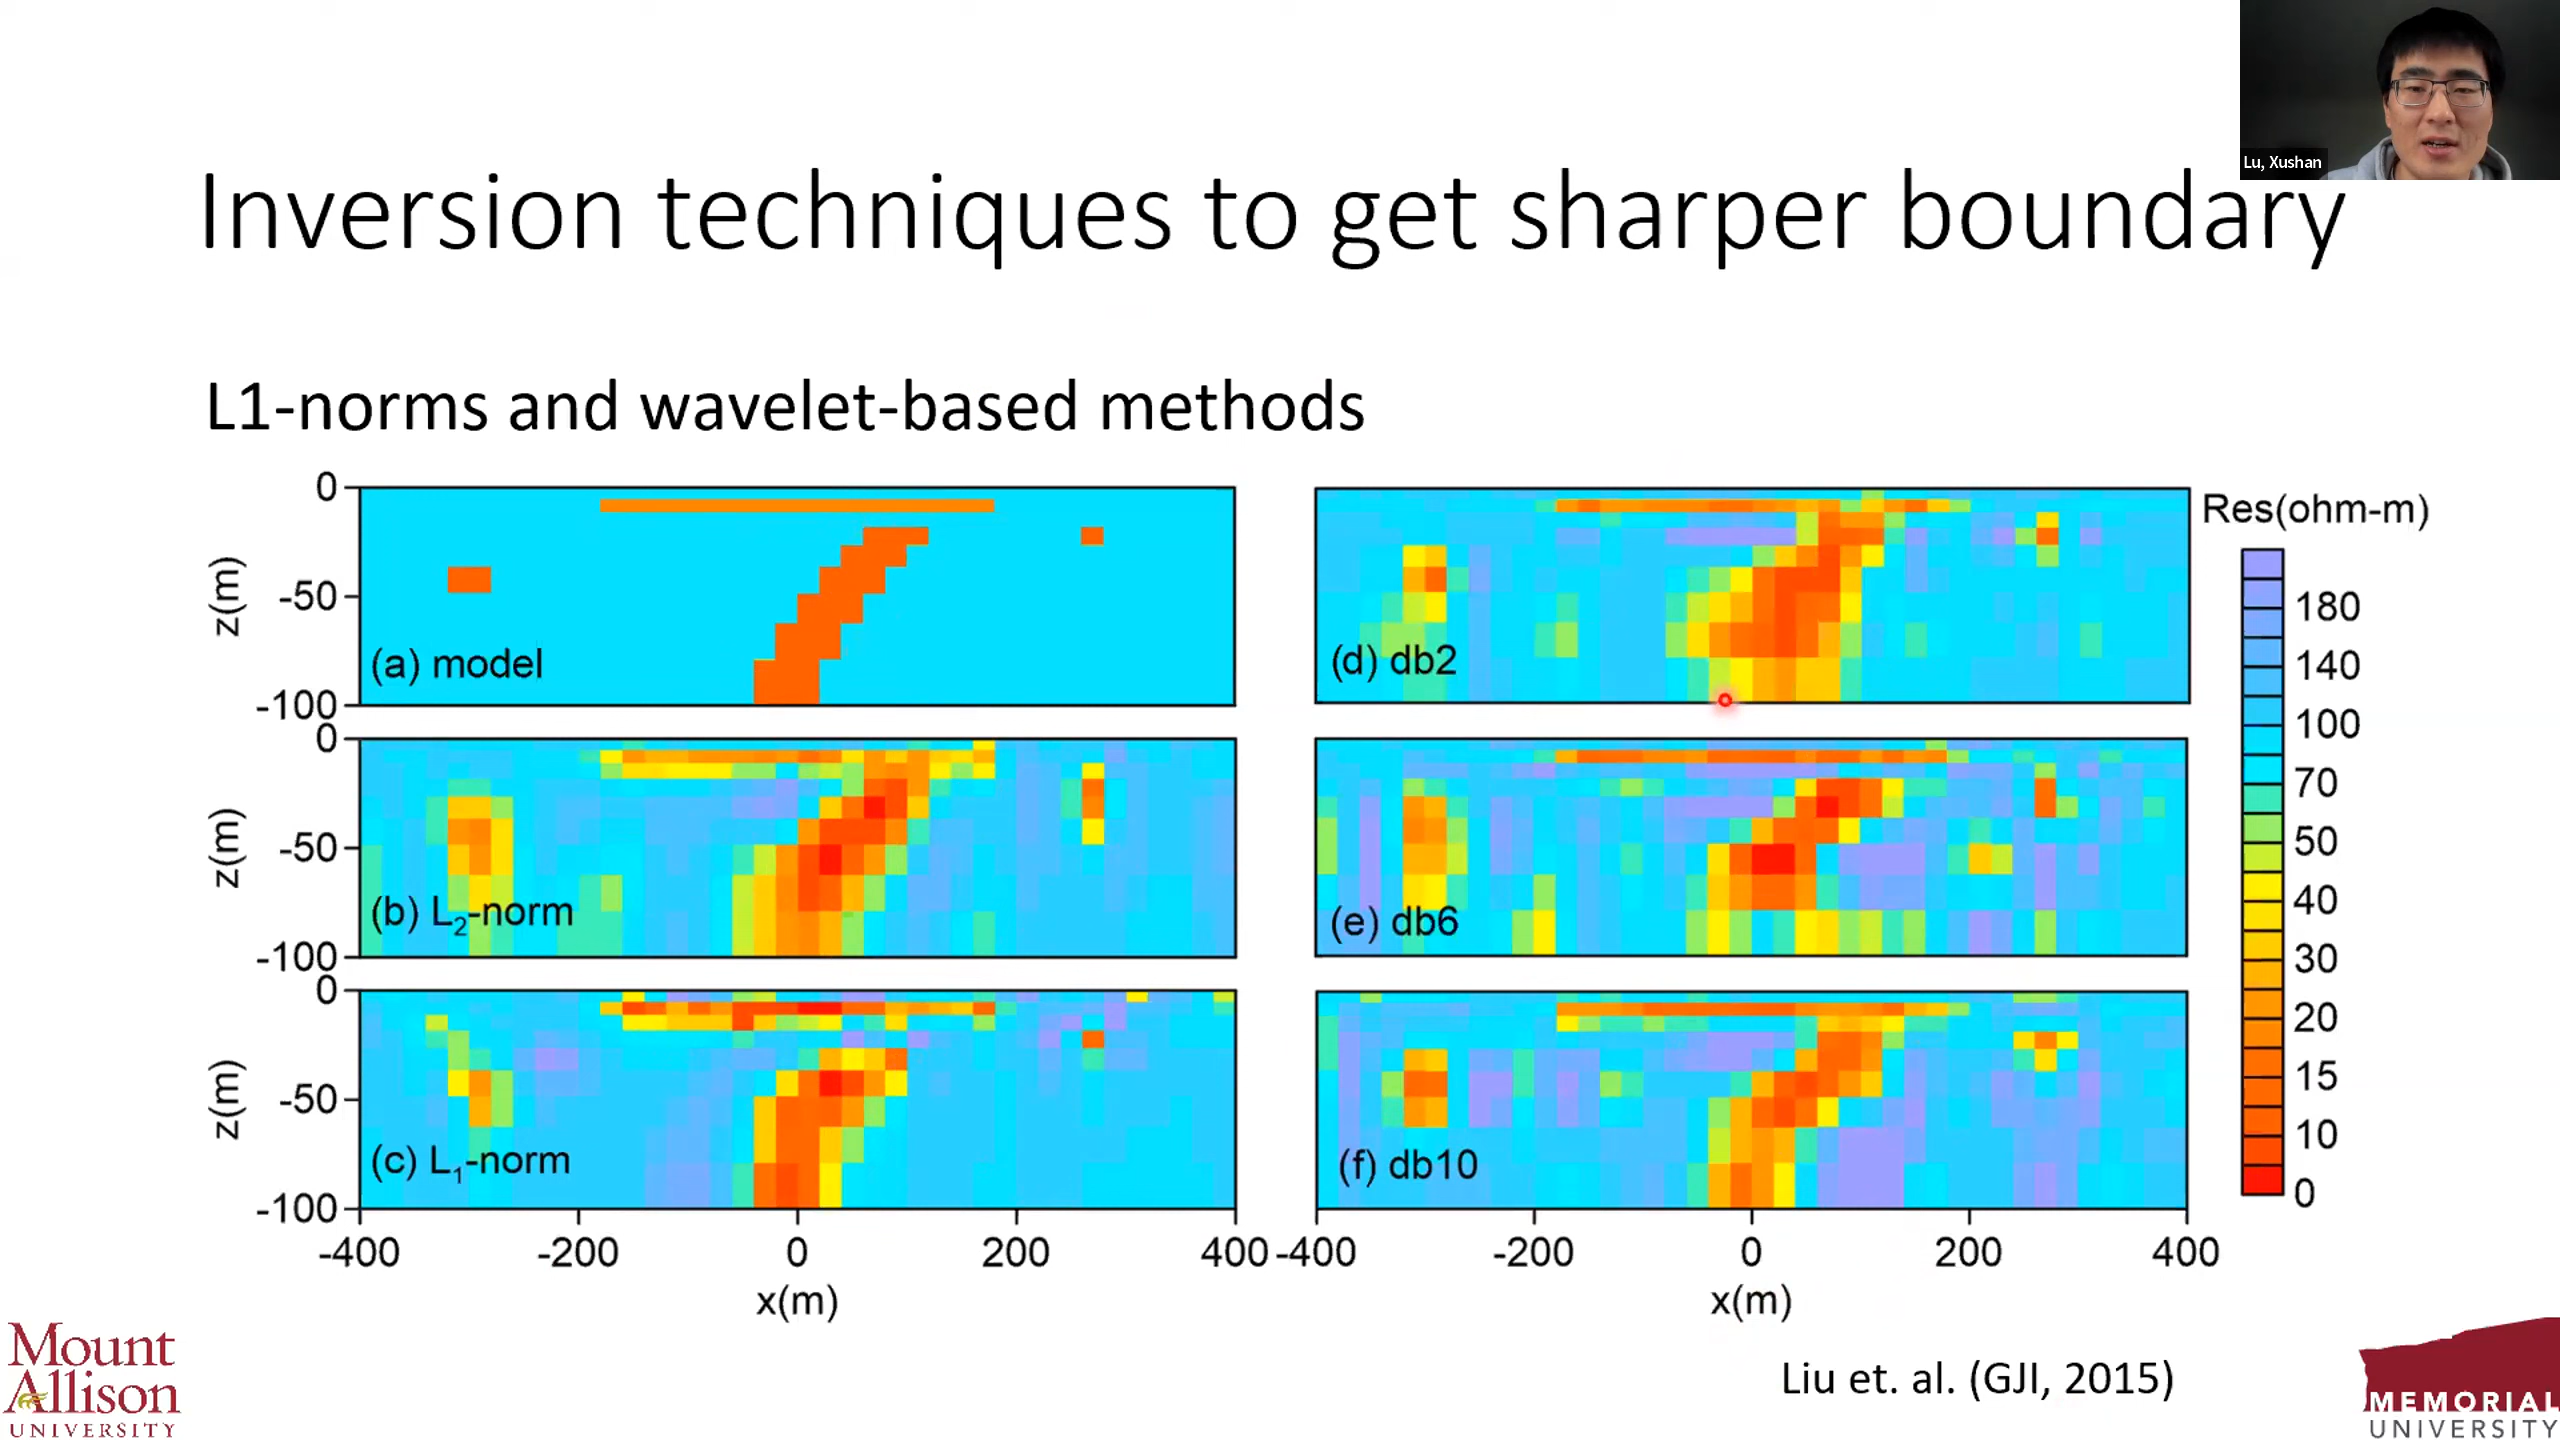 Lu, Xushan
Inversion techniques to get sharper boundary
L1-norms and wavelet-based methods
0
-50
-100
z(m)
(a) model
0
-50
-100
z(m)
(b) L2-norm
0
-50
-100
z(m)
(c) L1-norm
-400 -200 0 200 400
x(m)
(d) db2
(e) db6
(f) db10
-400 -200 0 200 400
x(m)
Res(ohm-m)
180
140
100
70
50
40
30
20
15
10
0
Liu et. al. (GJI, 2015)
Mount
Allison
UNIVERSITY
MEMORIAL
UNIVERSITY